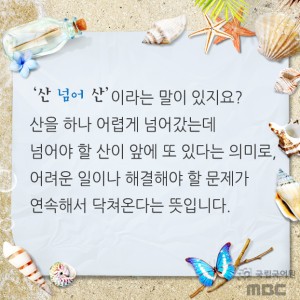 ‘산 넘어 산’이라는 말이 있지요?
산을 하나 어렵게 넘어갔는데
넘어야 할 산이 앞에 또 있다는 의미로,
어려운 일이나 해결해야 할 문제가
연속해서 닥쳐온다는 뜻입니다.
국립국어원
MBC